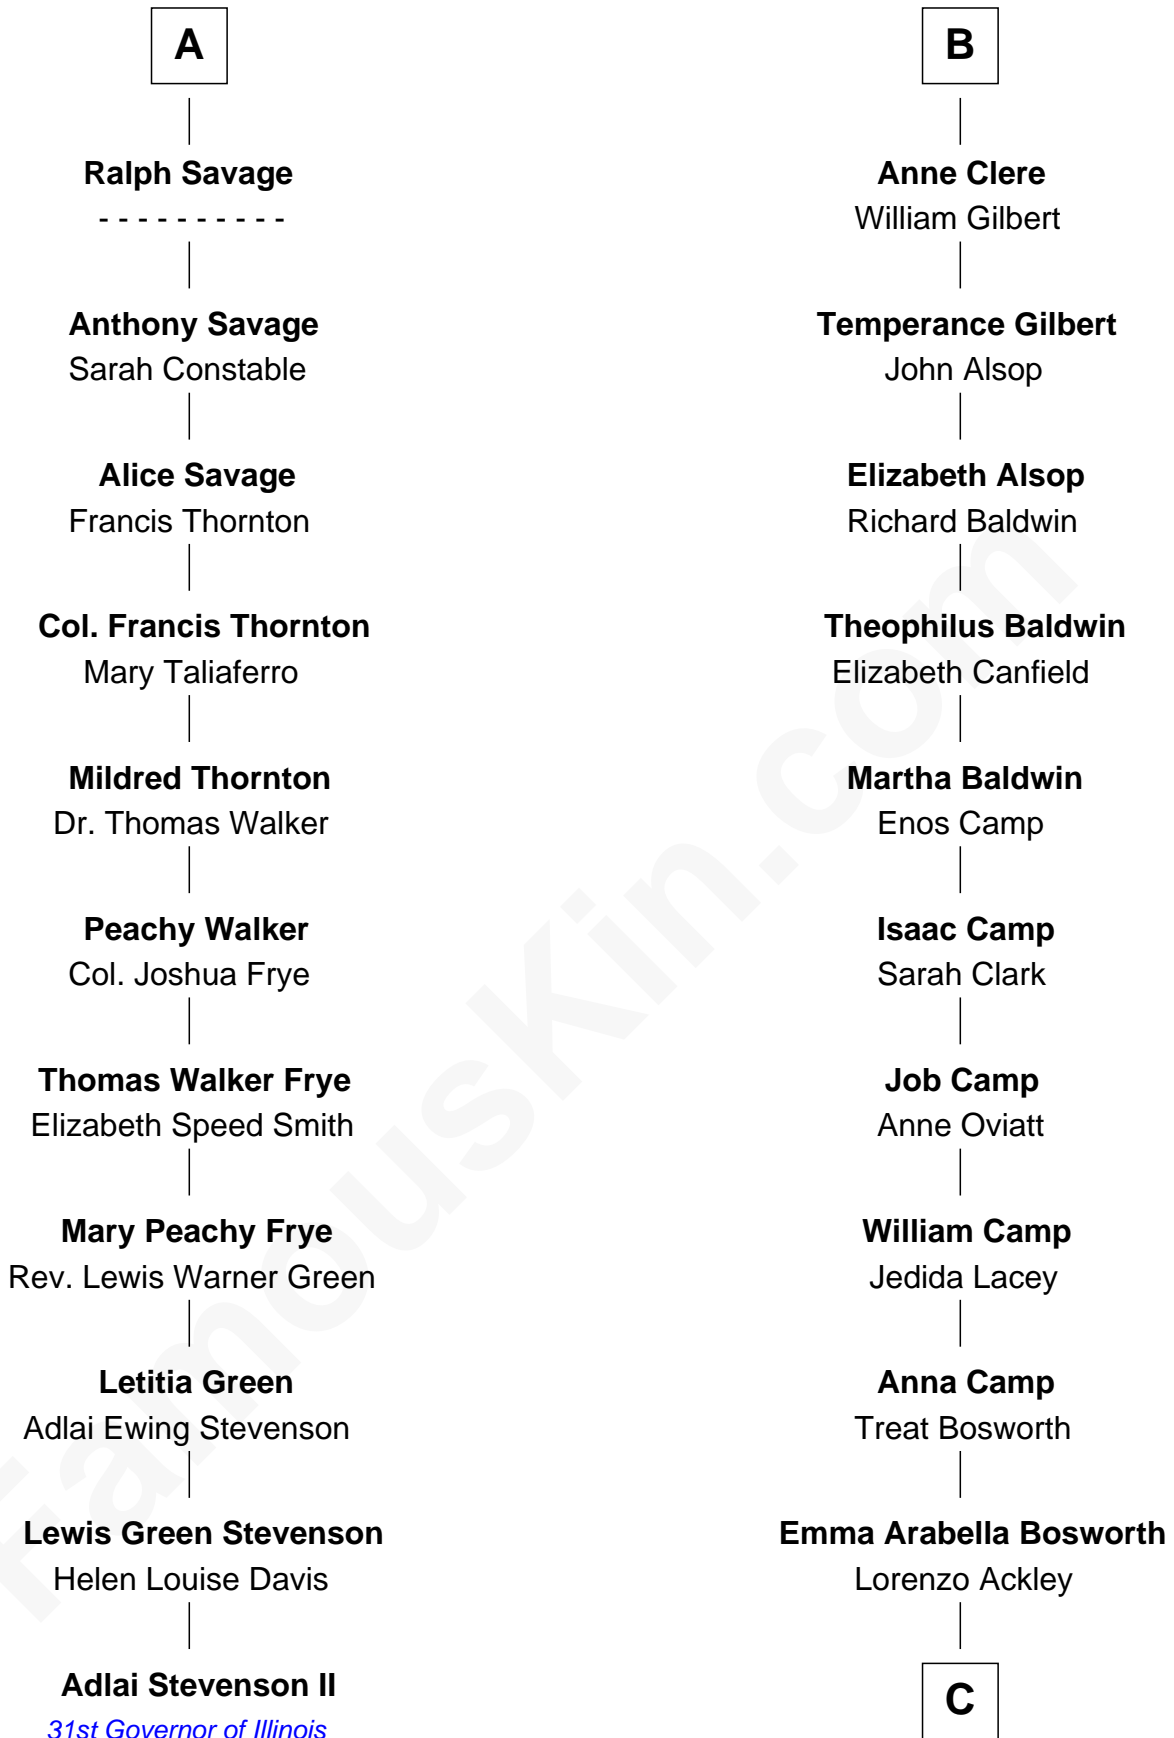 A
Ralph Savage
- - - - - - - - - -
Anthony Savage
Sarah Constable
Alice Savage
Francis Thornton
Col. Francis Thornton
Mary Taliaferro
Mildred Thornton
Dr. Thomas Walker
Peachy Walker
Col. Joshua Frye
Thomas Walker Frye
Elizabeth Speed Smith
Mary Peachy Frye
Rev. Lewis Warner Green
Letitia Green
Adlai Ewing Stevenson
Lewis Green Stevenson
Helen Louise Davis
Adlai Stevenson II
31st Governor of Illinois
B
Anne Clere
William Gilbert
Temperance Gilbert
John Alsop
Elizabeth Alsop
Richard Baldwin
Theophilus Baldwin
Elizabeth Canfield
Martha Baldwin
Enos Camp
Isaac Camp
Sarah Clark
Job Camp
Anne Oviatt
William Camp
Jedida Lacey
Anna Camp
Treat Bosworth
Emma Arabella Bosworth
Lorenzo Ackley
C
FamousKin.com